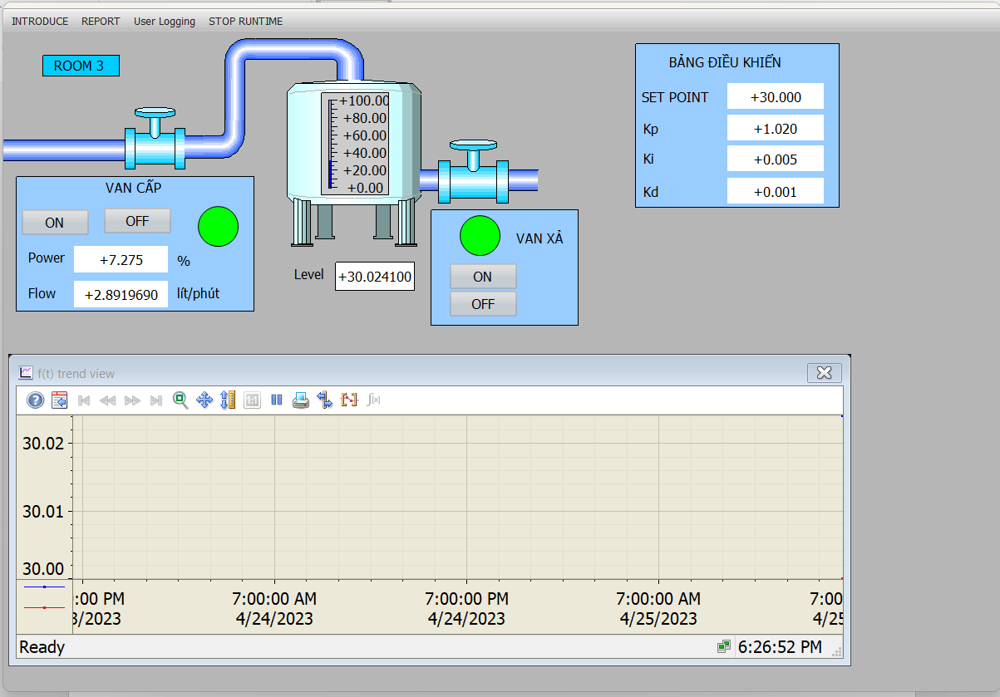 INTRODUCE REPORT User Logging STOP RUNTIME
ROOM 3
+100.00
+80.00
+60.00
+40.00
+20.00
+0.00
BẢNG ĐIỀU KHIỂN
SET POINT +30.000
Kp +1.020
Ki +0.005
Kd +0.001
VAN CẤP
ON OFF
Power +7.275 %
Flow +2.8919690 lít/phút
Level +30.024100
VAN XẢ
ON
OFF
f(t) trend view
30.02
30.01
30.00
:00 PM 7:00:00 AM 7:00:00 PM 7:00:00 AM 7:00
3/2023 4/24/2023 4/24/2023 4/25/2023 4/25
Ready 6:26:52 PM